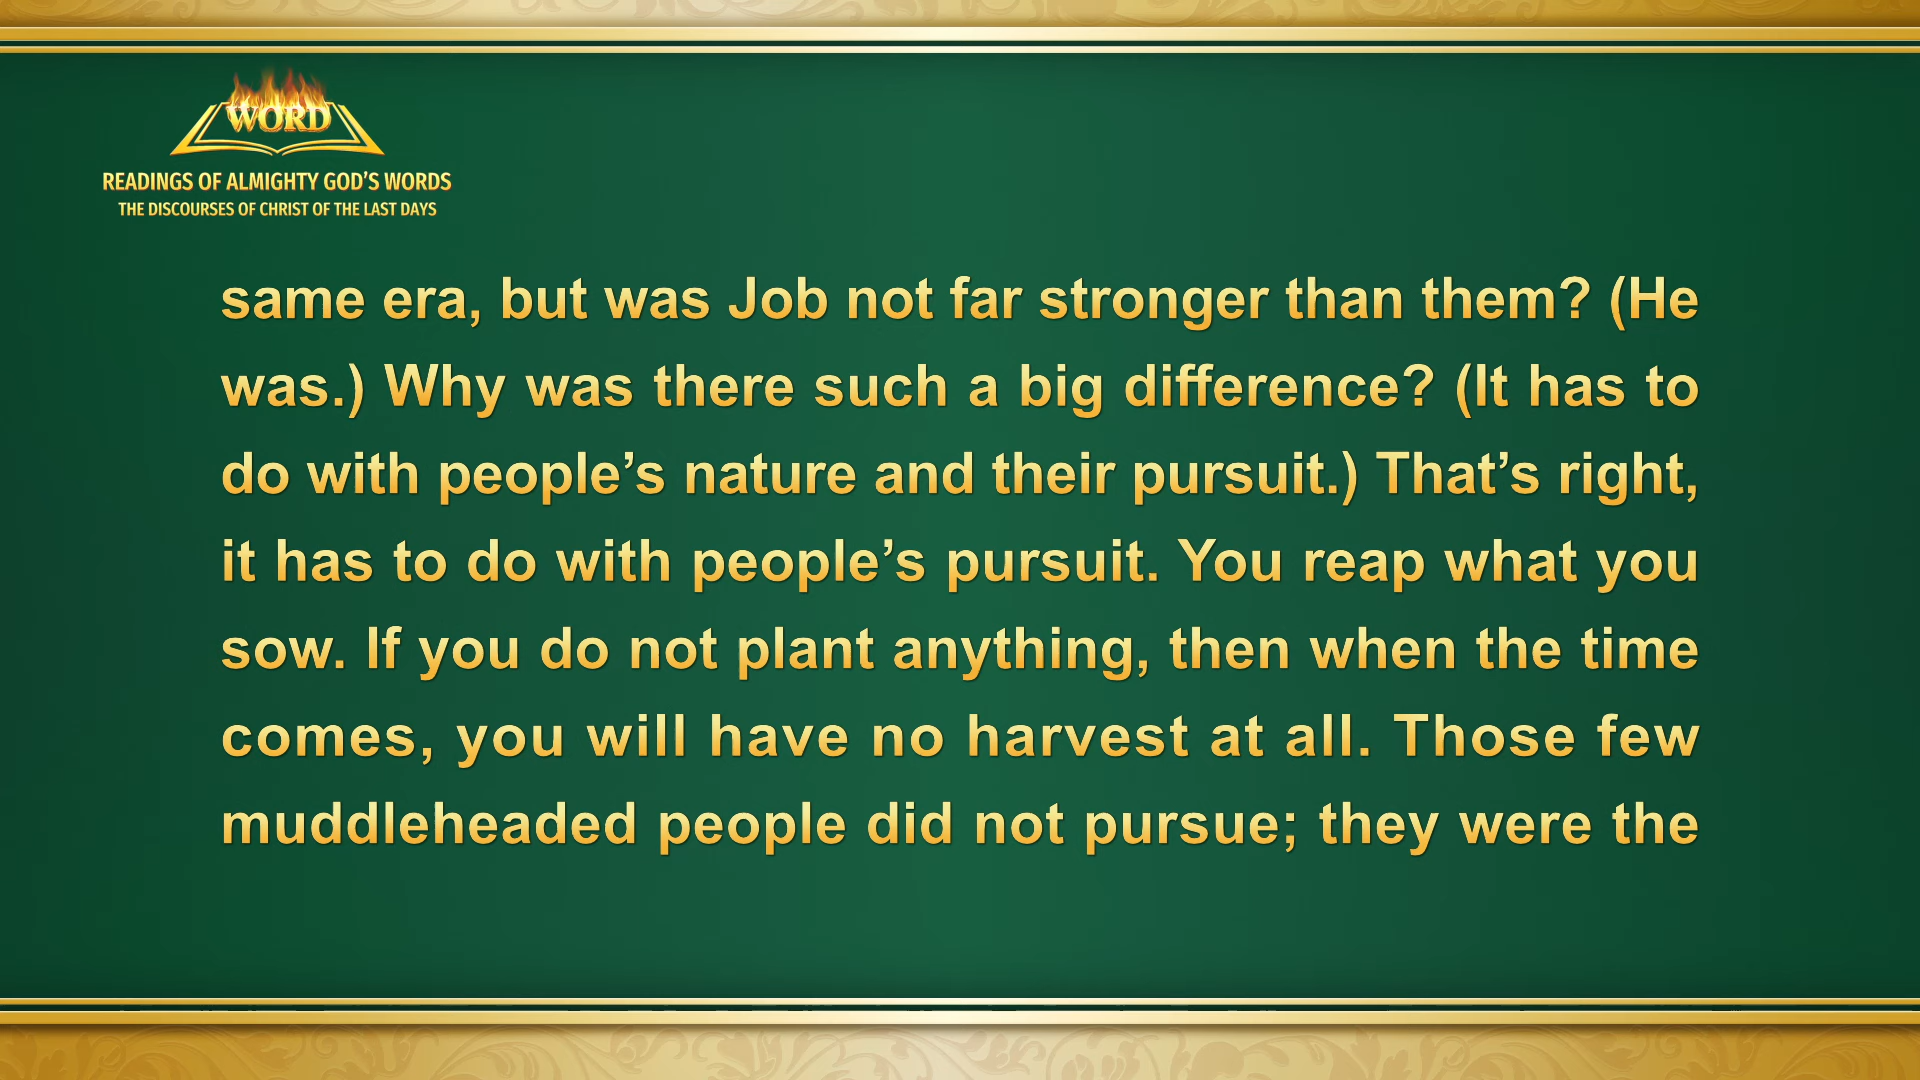 WORD
READINGS OF ALMIGHTY GOD’S WORDS
THE DISCOURSES OF CHRIST OF THE LAST DAYS
same era, but was Job not far stronger than them? (He
was.) Why was there such a big difference? (It has to
do with people’s nature and their pursuit.) That’s right,
it has to do with people’s pursuit. You reap what you
sow. If you do not plant anything, then when the time
comes, you will have no harvest at all. Those few
muddleheaded people did not pursue; they were the